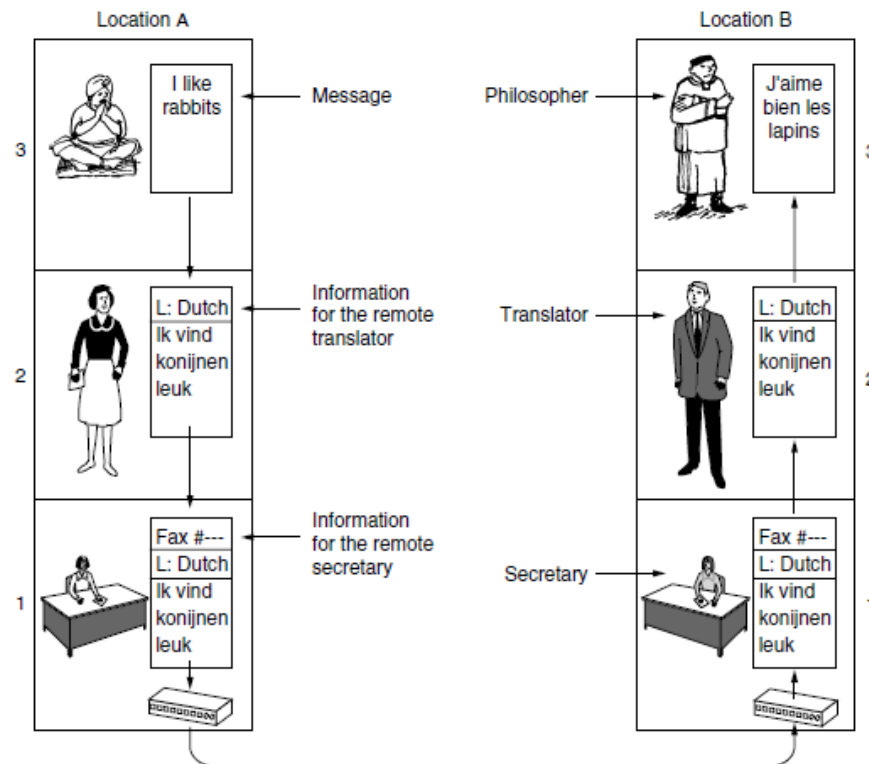 Location A
Location B
I like
rabbits
Message
Philosopher
J'aime
bien les
lapins
3
3
L: Dutch
Ik vind
konijnen
leuk
Information
for the remote
translator
Translator
L: Dutch
Ik vind
konijnen
leuk
2
2
Fax #---
L: Dutch
Ik vind
konijnen
leuk
Information
for the remote
secretary
Secretary
Fax #---
L: Dutch
Ik vind
konijnen
leuk
1